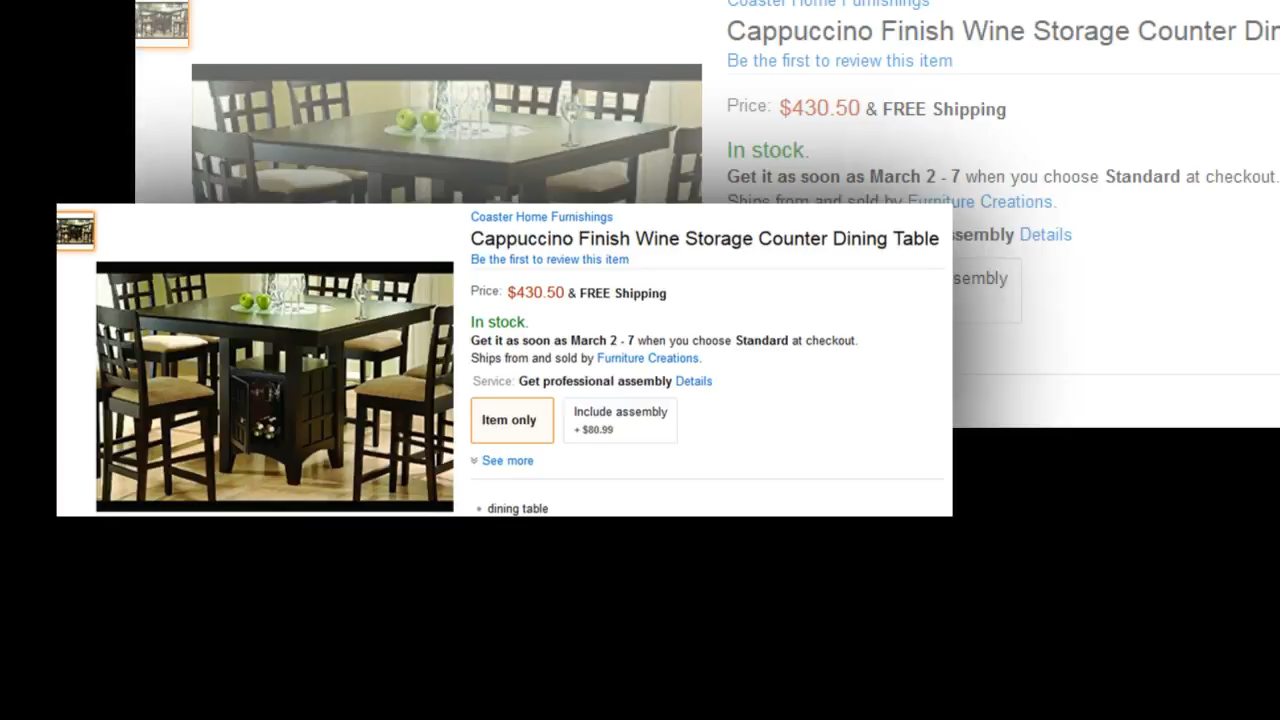 Coaster Home Furnishings
Cappuccino Finish Wine Storage Counter
Be the first to review this item
Price: $430.50 & FREE Shipping
In stock.
Get it as soon as March 2 - 7 when you choose Standard at checkout.
Ships from and sold by Furniture Creations.
Details
Coaster Home Furnishings
Cappuccino Finish Wine Storage Counter Dining Table
Be the first to review this item
Price: $430.50 & FREE Shipping
In stock.
Get it as soon as March 2 - 7 when you choose Standard at checkout.
Ships from and sold by Furniture Creations.
Service: Get professional assembly Details
Item only
Include assembly
+ $80.99
See more
• dining table